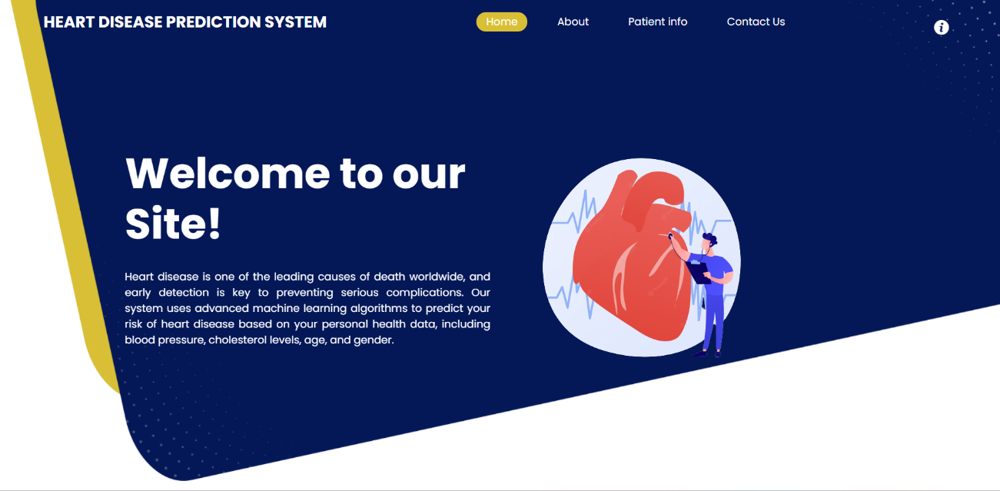 HEART DISEASE PREDICTION SYSTEM
Home
About
Patient info
Contact Us
i
Welcome to our
Site!
Heart disease is one of the leading causes of death worldwide, and
early detection is key to preventing serious complications. Our
system uses advanced machine learning algorithms to predict your
risk of heart disease based on your personal health data, including
blood pressure, cholesterol levels, age, and gender.